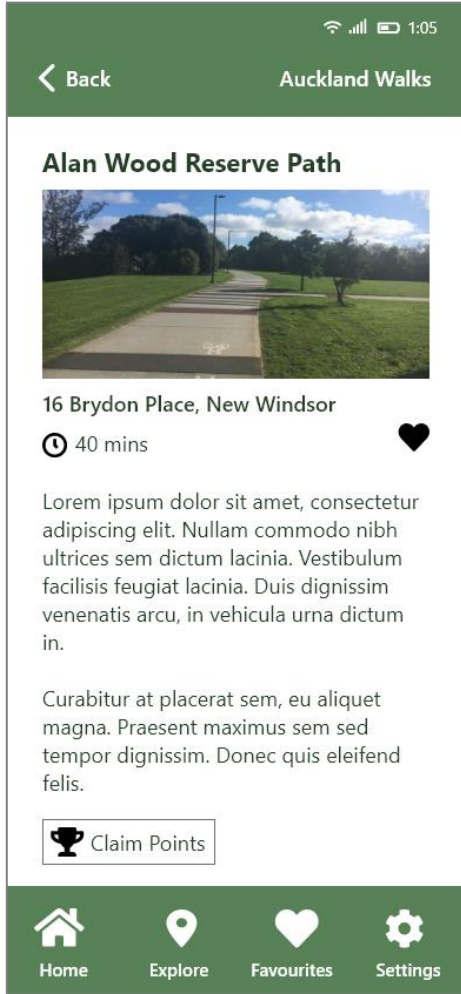 1:05
Back
Auckland Walks
Alan Wood Reserve Path
16 Brydon Place, New Windsor
40 mins
Lorem ipsum dolor sit amet, consectetur
adipiscing elit. Nullam commodo nibh
ultrices sem dictum lacinia. Vestibulum
facilisis feugiat lacinia. Duis dignissim
venenatis arcu, in vehicula urna dictum
in.
Curabitur at placerat sem, eu aliquet
magna. Praesent maximus sem sed
tempor dignissim. Donec quis eleifend
felis.
Claim Points
Home
Explore
Favourites
Settings